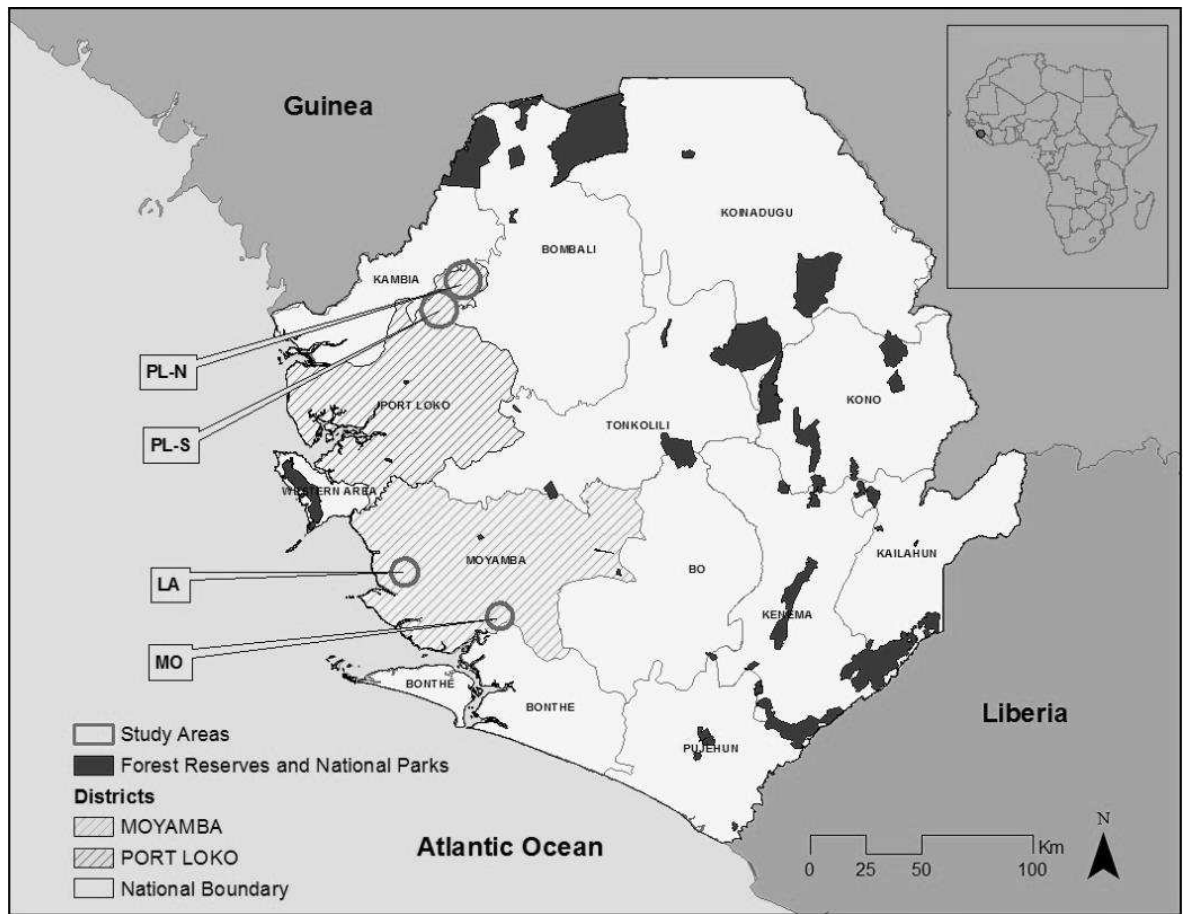 Guinea
KOINADUGU
BOMBALI
KAMBIA
PL-N
KONO
PORT LOKO
TONKOLILI
PL-S
WESTERN AREA
KAILAHUN
MOYAMBA
BO
LA
KENEMA
MO
BONTHE
BONTHE
Liberia
PUJEHUN
Study Areas
Forest Reserves and National Parks
Districts
MOYAMBA
PORT LOKO
National Boundary
Atlantic Ocean
N
Km
0 25 50 100